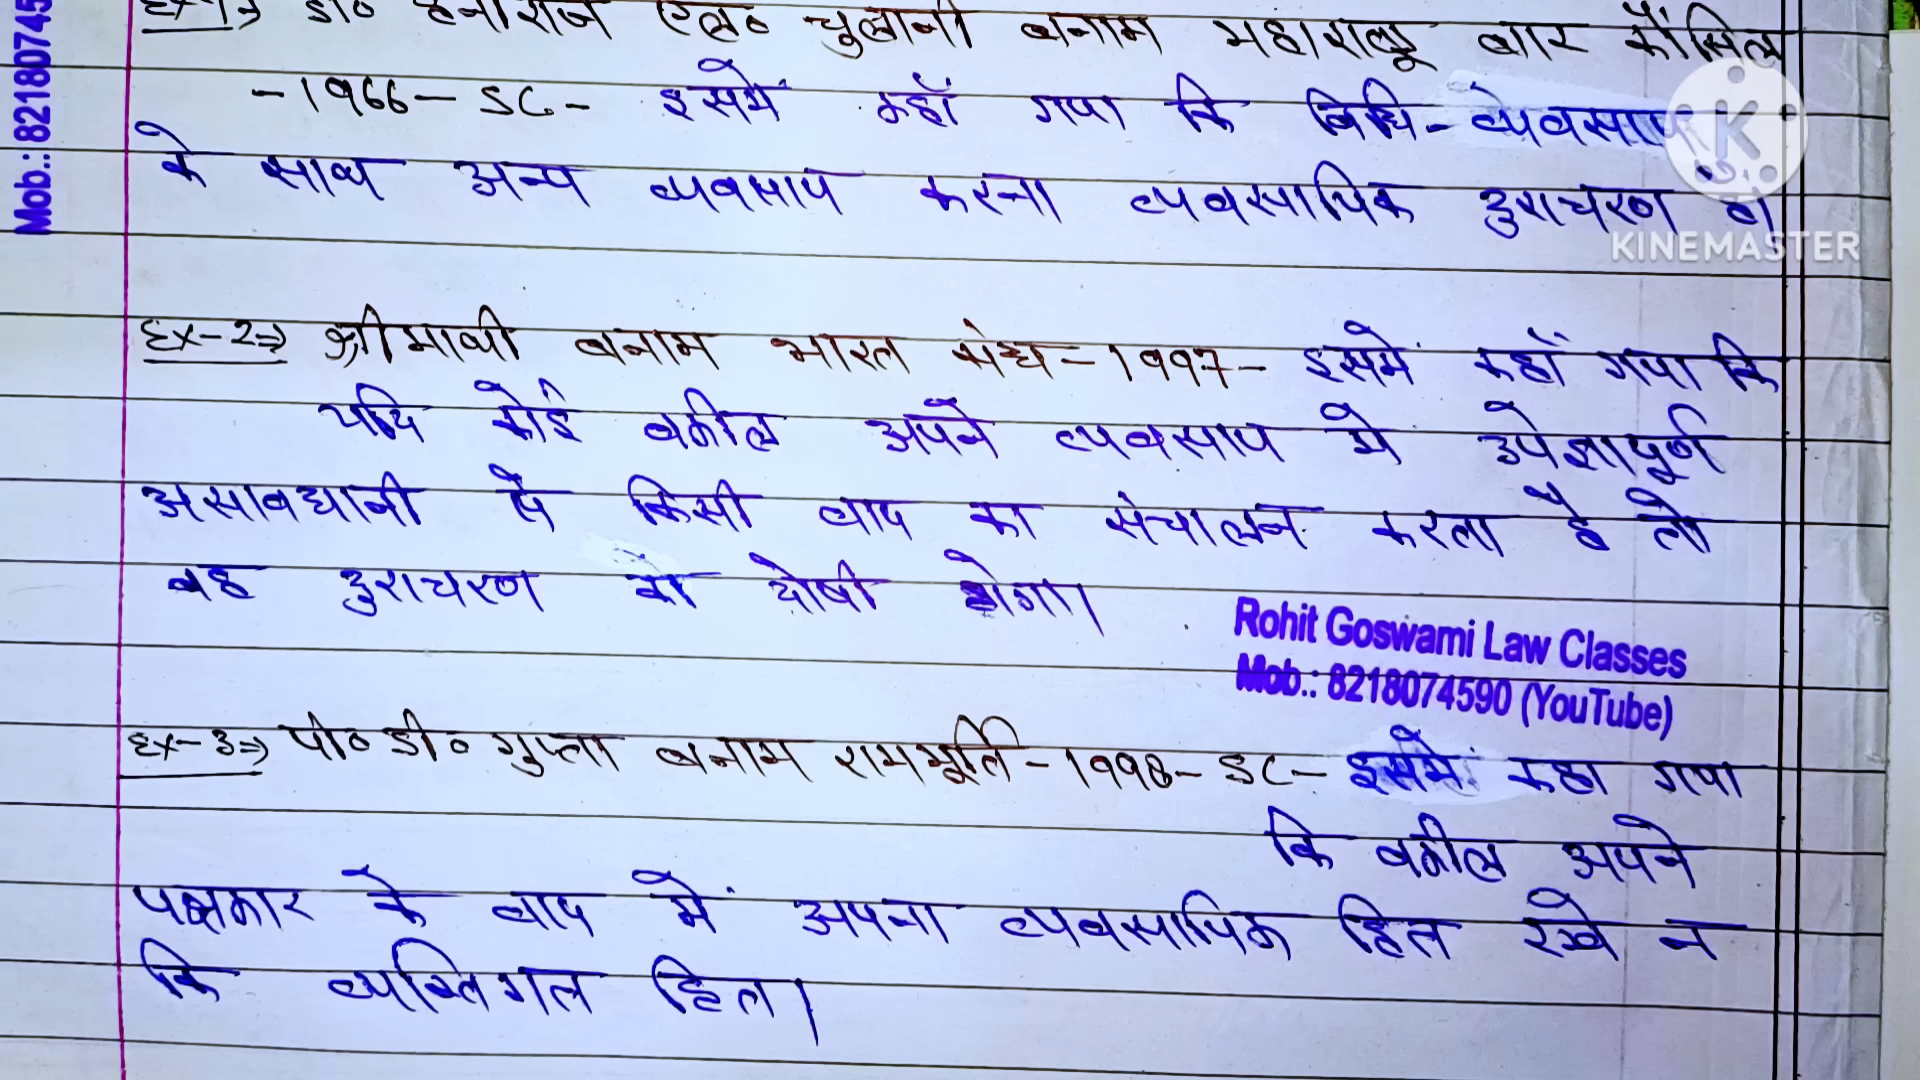 Ex-1⇒ डॉ० हनीराज एल० चुलानी बनाम महाराष्ट्र बार कौंसिल
-1966-SC- इसमें कहाँ गया कि विधि-व्यवसाय
के साथ अन्य व्यवसाय करना व्यवसायिक दुराचरण है।
Ex-2⇒ श्रीमाली बनाम भारत संघ-1997- इसमें कहाँ गया कि
यदि कोई वकील अपने व्यवसाय में उपेक्षापूर्ण
असावधानी से किसी वाद का संचालन करता है तो
वह दुराचरण का दोषी होगा।
Rohit Goswami Law Classes
Mob.: 8218074590 (YouTube)
Ex-3⇒ पी० डी० गुप्ता बनाम राममूर्ति-1998-SC- इसमें कहा गया
कि वकील अपने
पक्षकार के वाद में अपना व्यवसायिक हित रखे न
कि व्यक्तिगत हित।
Mob.: 82180745
K
KINEMASTER